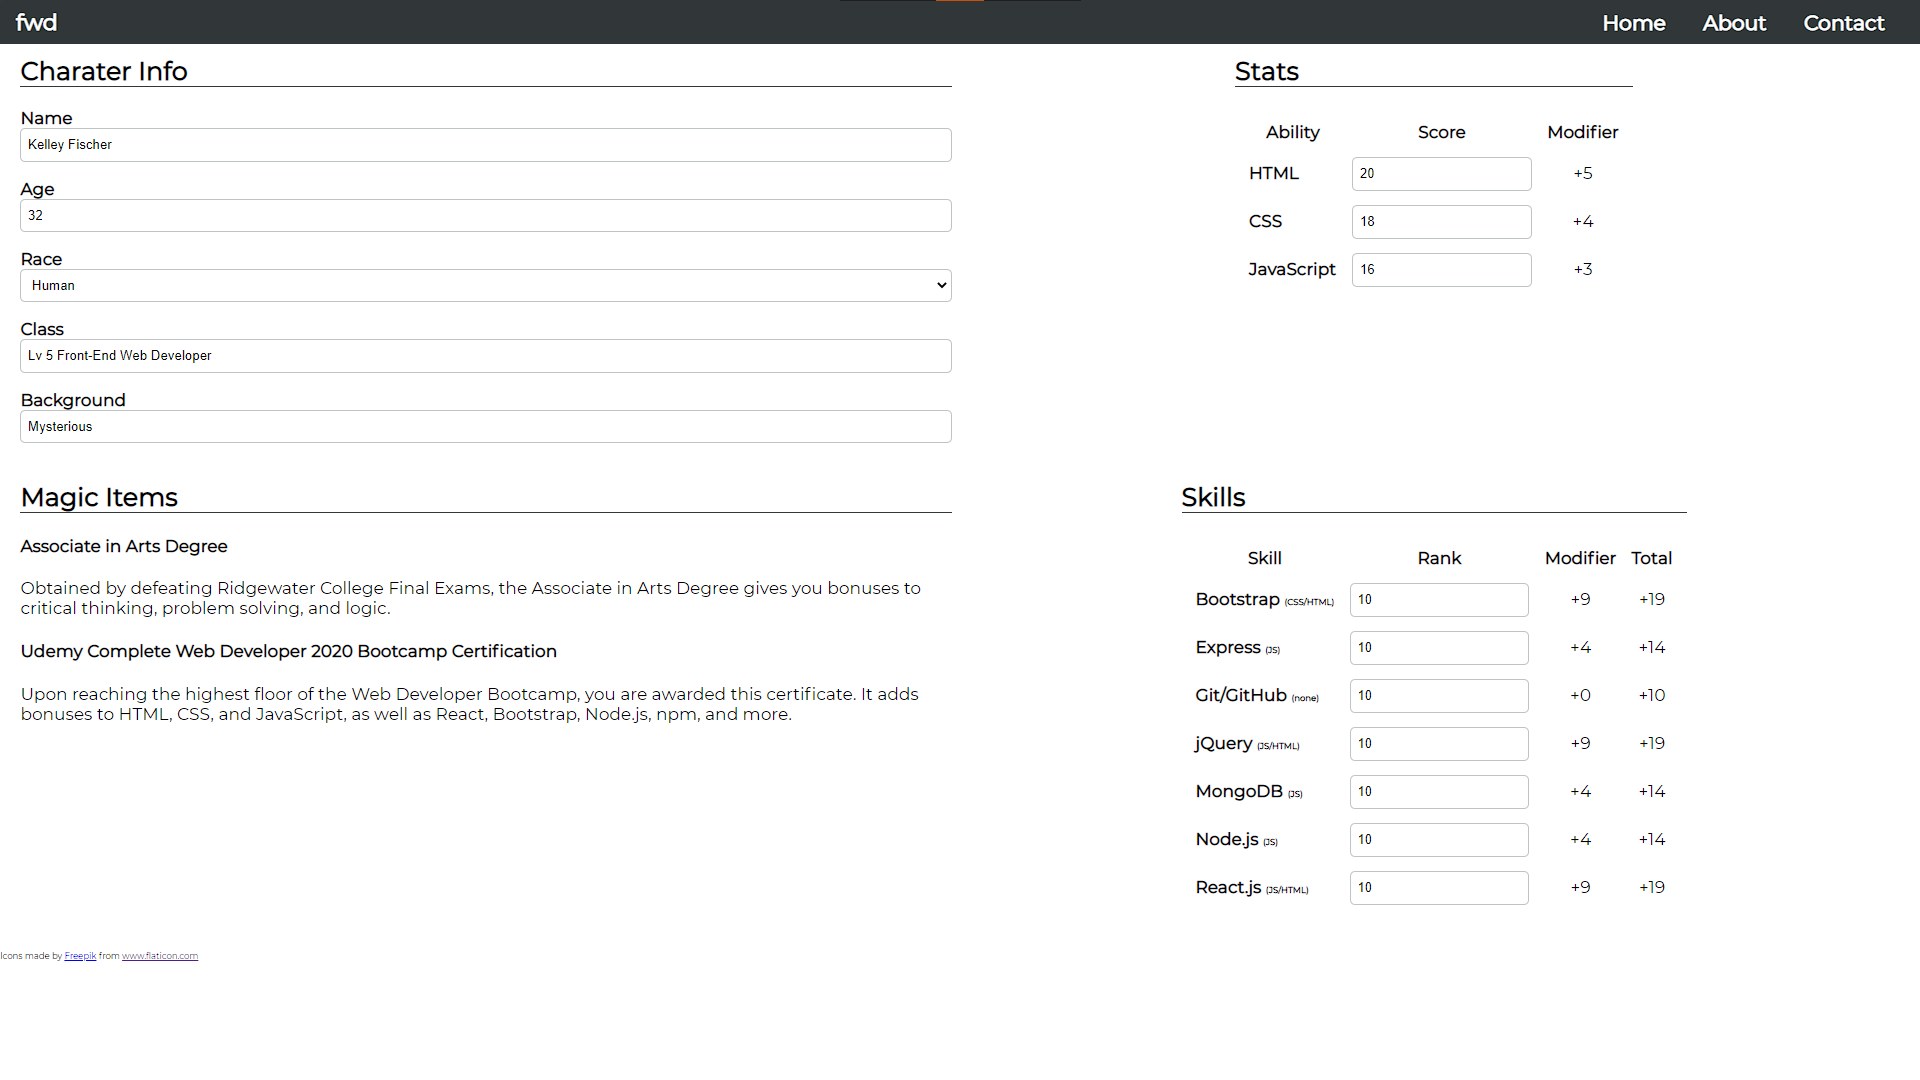 fwd
Home About Contact
Charater Info
Name
Kelley Fischer
Age
32
Race
Human
Class
Lv 5 Front-End Web Developer
Background
Mysterious
Stats
Ability Score Modifier
HTML 20 +5
CSS 18 +4
JavaScript 16 +3
Magic Items
Associate in Arts Degree
Obtained by defeating Ridgewater College Final Exams, the Associate in Arts Degree gives you bonuses to
critical thinking, problem solving, and logic.
Udemy Complete Web Developer 2020 Bootcamp Certification
Upon reaching the highest floor of the Web Developer Bootcamp, you are awarded this certificate. It adds
bonuses to HTML, CSS, and JavaScript, as well as React, Bootstrap, Node.js, npm, and more.
Skills
Skill Rank Modifier Total
Bootstrap (CSS/HTML) 10 +9 +19
Express (JS) 10 +4 +14
Git/GitHub (none) 10 +0 +10
jQuery (JS/HTML) 10 +9 +19
MongoDB (JS) 10 +4 +14
Node.js (JS) 10 +4 +14
React.js (JS/HTML) 10 +9 +19
Icons made by Freepik from www.flaticon.com